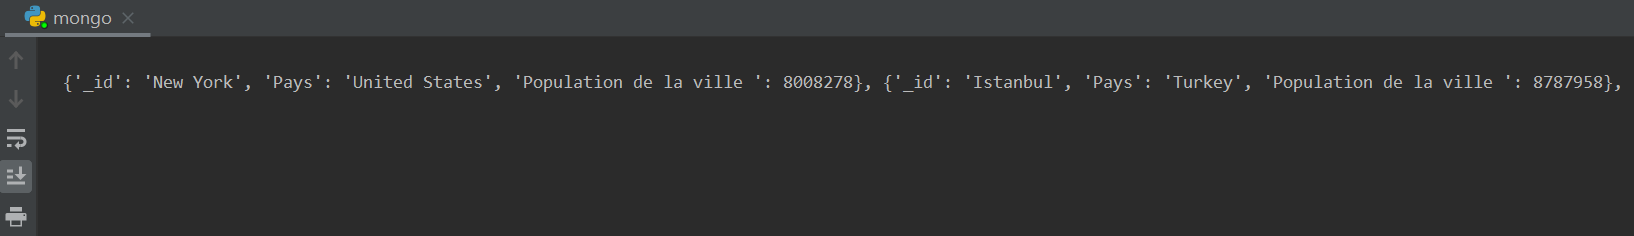 mongo
{'_id': 'New York', 'Pays': 'United States', 'Population de la ville ': 8008278}, {'_id': 'Istanbul', 'Pays': 'Turkey', 'Population de la ville ': 8787958},